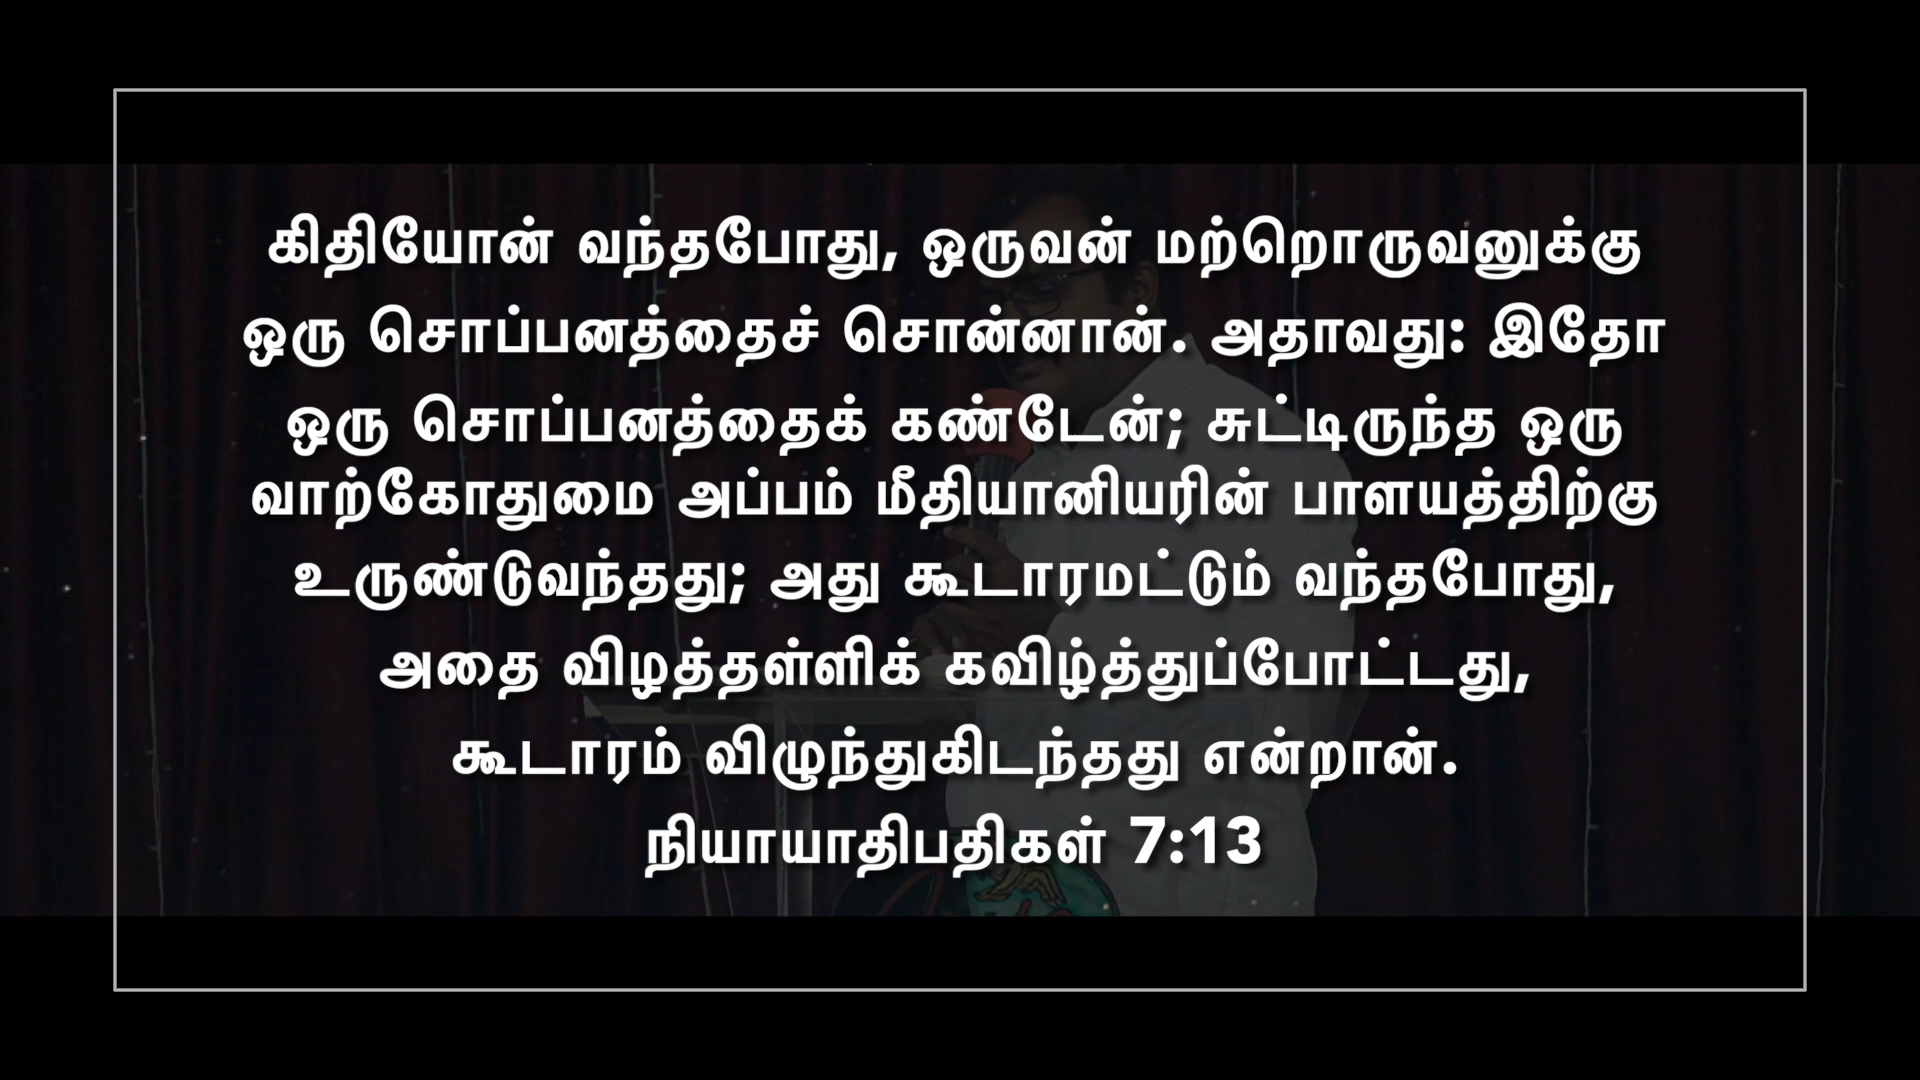 கிதியோன் வந்தபோது, ஒருவன் மற்றொருவனுக்கு
ஒரு சொப்பனத்தைச் சொன்னான். அதாவது: இதோ
ஒரு சொப்பனத்தைக் கண்டேன்; சுட்டிருந்த ஒரு
வாற்கோதுமை அப்பம் மீதியானியரின் பாளயத்திற்கு
உருண்டுவந்தது; அது கூடாரமட்டும் வந்தபோது,
அதை விழத்தள்ளிக் கவிழ்த்துப்போட்டது,
கூடாரம் விழுந்துகிடந்தது என்றான்.
நியாயாதிபதிகள் 7:13